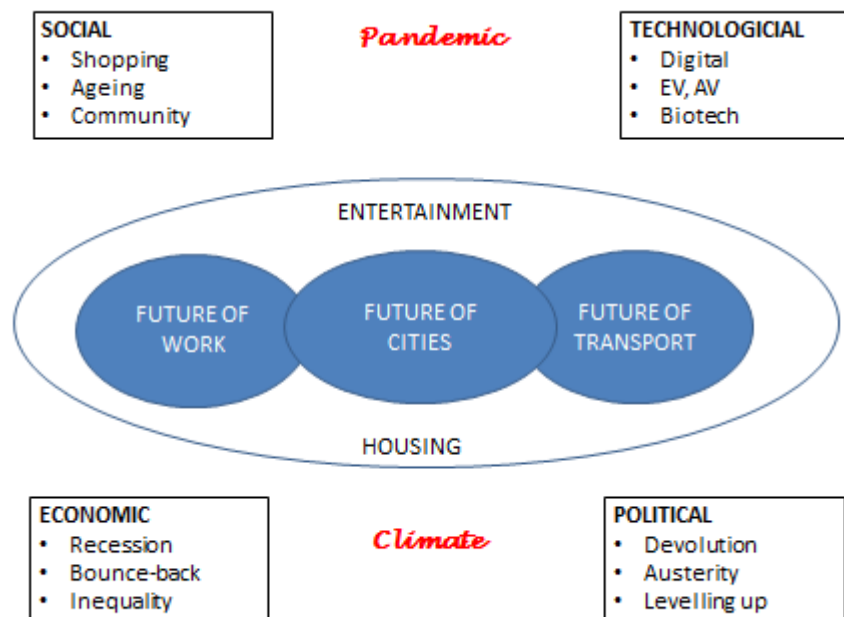 SOCIAL
• Shopping
• Ageing
• Community
Pandemic
TECHNOLOGICIAL
• Digital
• EV, AV
• Biotech
ENTERTAINMENT
FUTURE OF
WORK
FUTURE OF
CITIES
FUTURE OF
TRANSPORT
HOUSING
ECONOMIC
• Recession
• Bounce-back
• Inequality
Climate
POLITICAL
• Devolution
• Austerity
• Levelling up